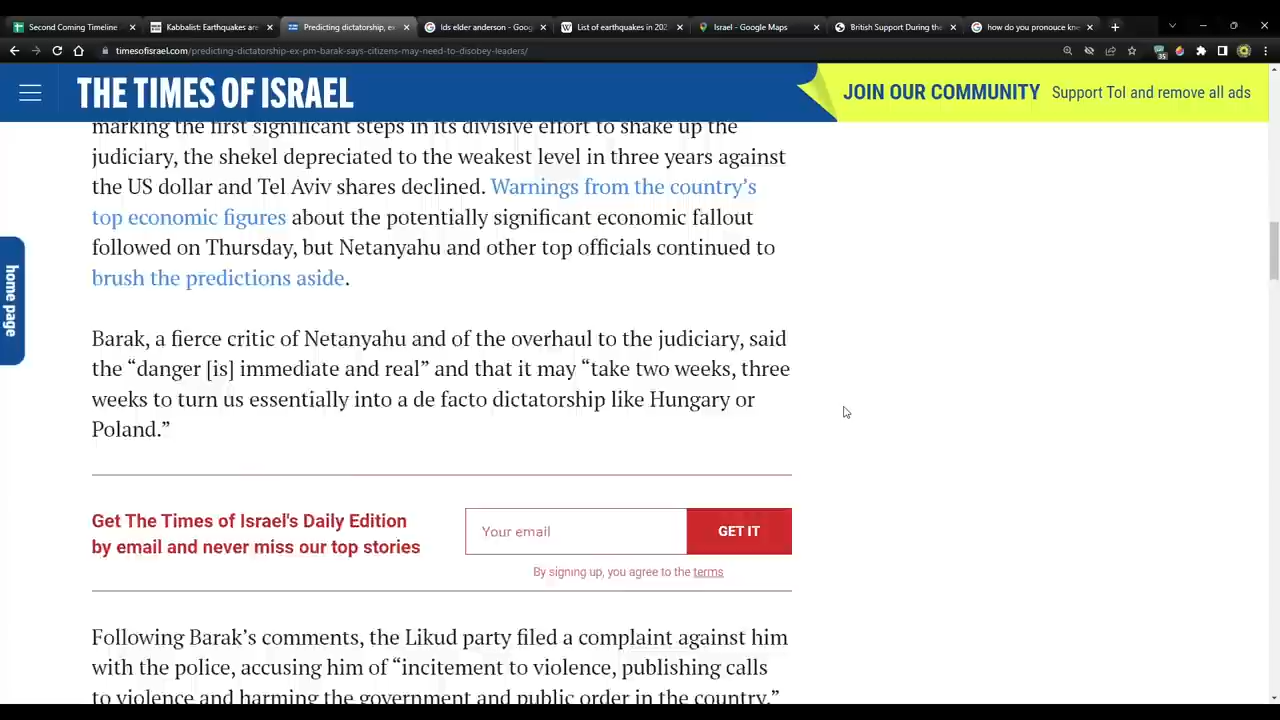 Second Coming Timeline
Kabbalist: Earthquakes are
Predicting dictatorship, ex
lds elder anderson - Goog
List of earthquakes in 202
Israel - Google Maps
British Support During the
how do you pronouce kne
timesofisrael.com/predicting-dictatorship-ex-pm-barak-says-citizens-may-need-to-disobey-leaders/
35
THE TIMES OF ISRAEL
JOIN OUR COMMUNITY Support ToI and remove all ads
home page
marking the first significant steps in its divisive effort to shake up the
judiciary, the shekel depreciated to the weakest level in three years against
the US dollar and Tel Aviv shares declined. Warnings from the country’s
top economic figures about the potentially significant economic fallout
followed on Thursday, but Netanyahu and other top officials continued to
brush the predictions aside.
Barak, a fierce critic of Netanyahu and of the overhaul to the judiciary, said
the “danger [is] immediate and real” and that it may “take two weeks, three
weeks to turn us essentially into a de facto dictatorship like Hungary or
Poland.”
Get The Times of Israel's Daily Edition
by email and never miss our top stories
Your email
GET IT
By signing up, you agree to the terms
Following Barak’s comments, the Likud party filed a complaint against him
with the police, accusing him of “incitement to violence, publishing calls
to violence and harming the government and public order in the country.”